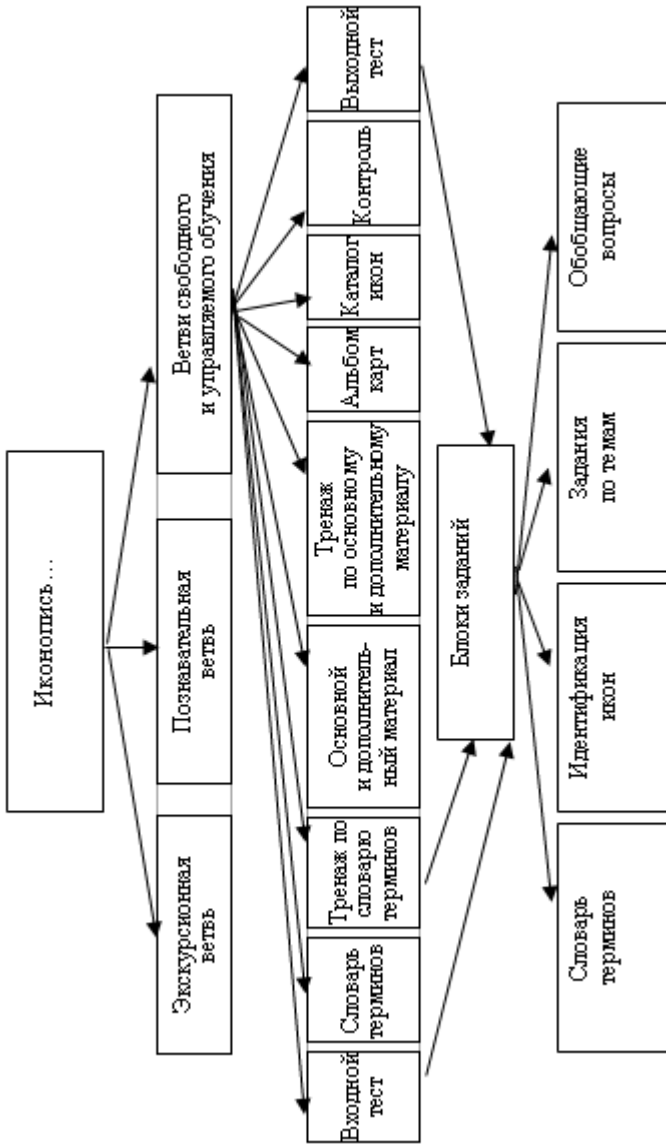 Иконопись…
Экскурсионная
ветвь
Познавательная
ветвь
Ветви свободного
и управляемого обучения
Входной
тест
Словарь
терминов
Тренаж по
словарю
терминов
Основной
и дополнитель-
ный материал
Тренаж
по основному
и дополнительному
материалу
Альбом
карт
Каталог
икон
Контроль
Выходной
тест
Блоки заданий
Словарь
терминов
Идентификация
икон
Задания
по темам
Обобщающие
вопросы